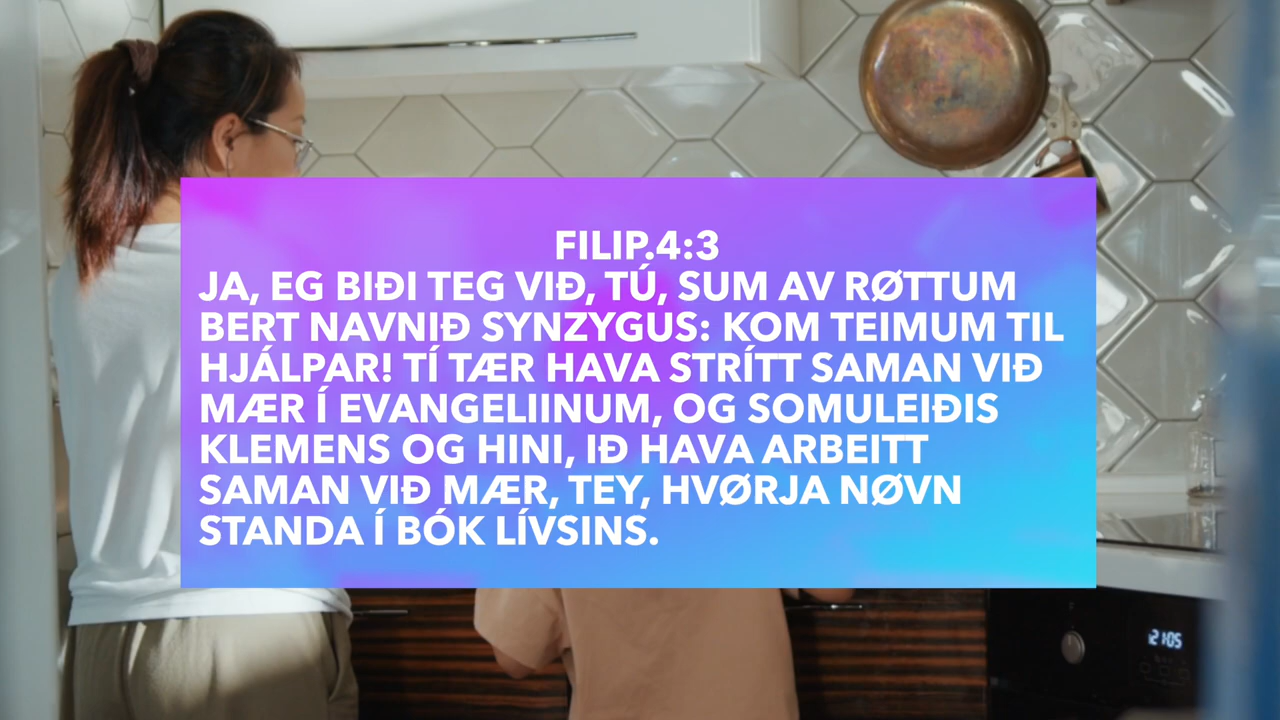 FILIP.4:3
JA, EG BIÐI TEG VIÐ, TÚ, SUM AV RØTTUM
BERT NAVNIÐ SYNZYGUS: KOM TEIMUM TIL
HJÁLPAR! TÍ TÆR HAVA STRÍTT SAMAN VIÐ
MÆR Í EVANGELIINUM, OG SOMULEIÐIS
KLEMENS OG HINI, IÐ HAVA ARBEITT
SAMAN VIÐ MÆR, TEY, HVØRJA NØVN
STANDA Í BÓK LÍVSINS.
12:05